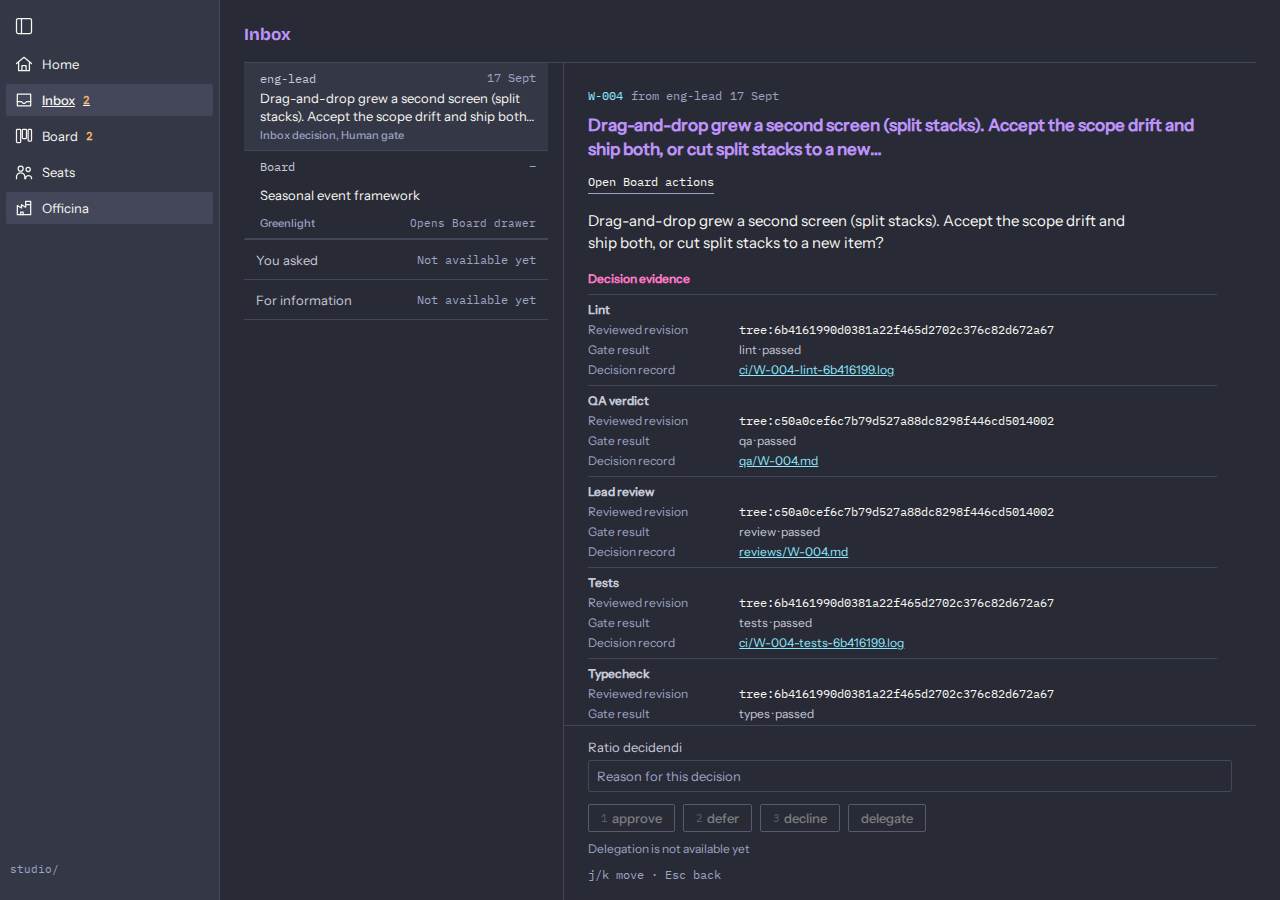 Home
Inbox 2
Board 2
Seats
Officina
studio/
Inbox
eng-lead 17 Sept
Drag-and-drop grew a second screen (split
stacks). Accept the scope drift and ship both…
Inbox decision, Human gate
Board —
Seasonal event framework
Greenlight Opens Board drawer
You asked Not available yet
For information Not available yet
W-004 from eng-lead 17 Sept
Drag-and-drop grew a second screen (split stacks). Accept the scope drift and
ship both, or cut split stacks to a new…
Open Board actions
Drag-and-drop grew a second screen (split stacks). Accept the scope drift and
ship both, or cut split stacks to a new item?
Decision evidence
Lint
Reviewed revision tree:6b4161990d0381a22f465d2702c376c82d672a67
Gate result lint·passed
Decision record ci/W-004-lint-6b416199.log
QA verdict
Reviewed revision tree:c50a0cef6c7b79d527a88dc8298f446cd5014002
Gate result qa·passed
Decision record qa/W-004.md
Lead review
Reviewed revision tree:c50a0cef6c7b79d527a88dc8298f446cd5014002
Gate result review·passed
Decision record reviews/W-004.md
Tests
Reviewed revision tree:6b4161990d0381a22f465d2702c376c82d672a67
Gate result tests·passed
Decision record ci/W-004-tests-6b416199.log
Typecheck
Reviewed revision tree:6b4161990d0381a22f465d2702c376c82d672a67
Gate result types·passed
Ratio decidendi
Reason for this decision
1 approve 2 defer 3 decline delegate
Delegation is not available yet
j/k move · Esc back